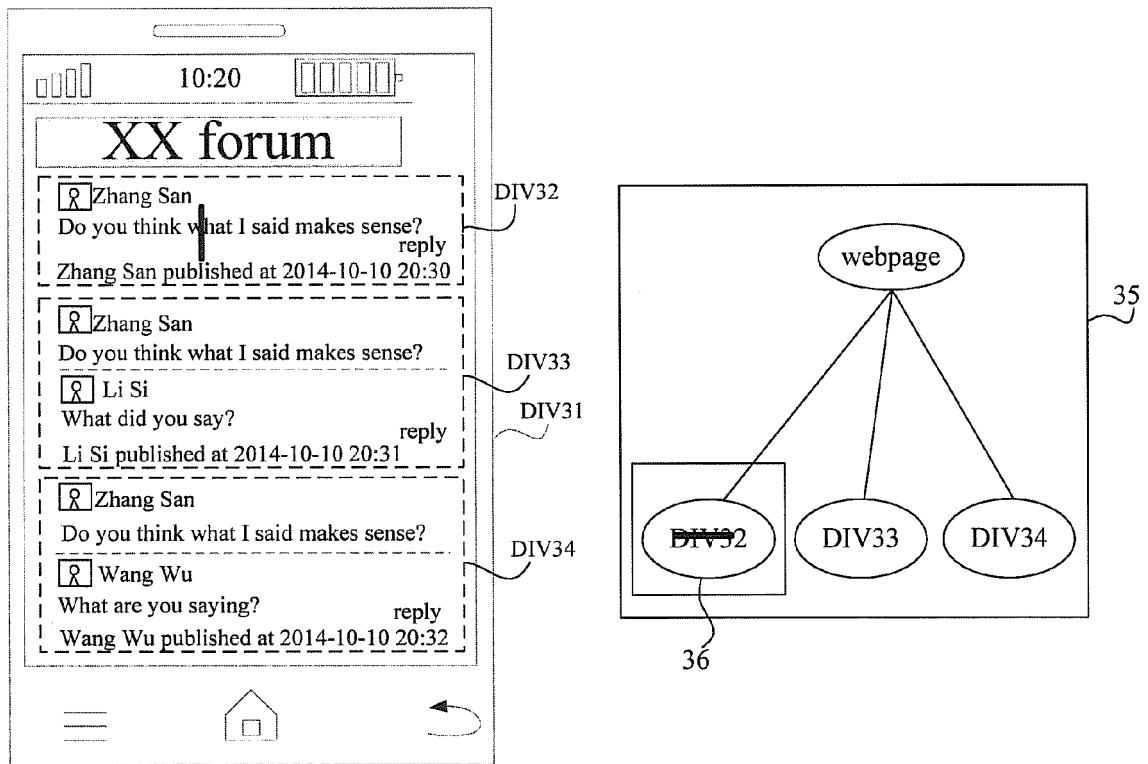 10:20
XX forum
Zhang San
Do you think what I said makes sense?
reply
Zhang San published at 2014-10-10 20:30
Zhang San
Do you think what I said makes sense?
Li Si
What did you say?
reply
Li Si published at 2014-10-10 20:31
Zhang San
Do you think what I said makes sense?
Wang Wu
What are you saying?
reply
Wang Wu published at 2014-10-10 20:32
DIV32
DIV33
DIV31
DIV34
webpage
35
DIV32
DIV33
DIV34
36